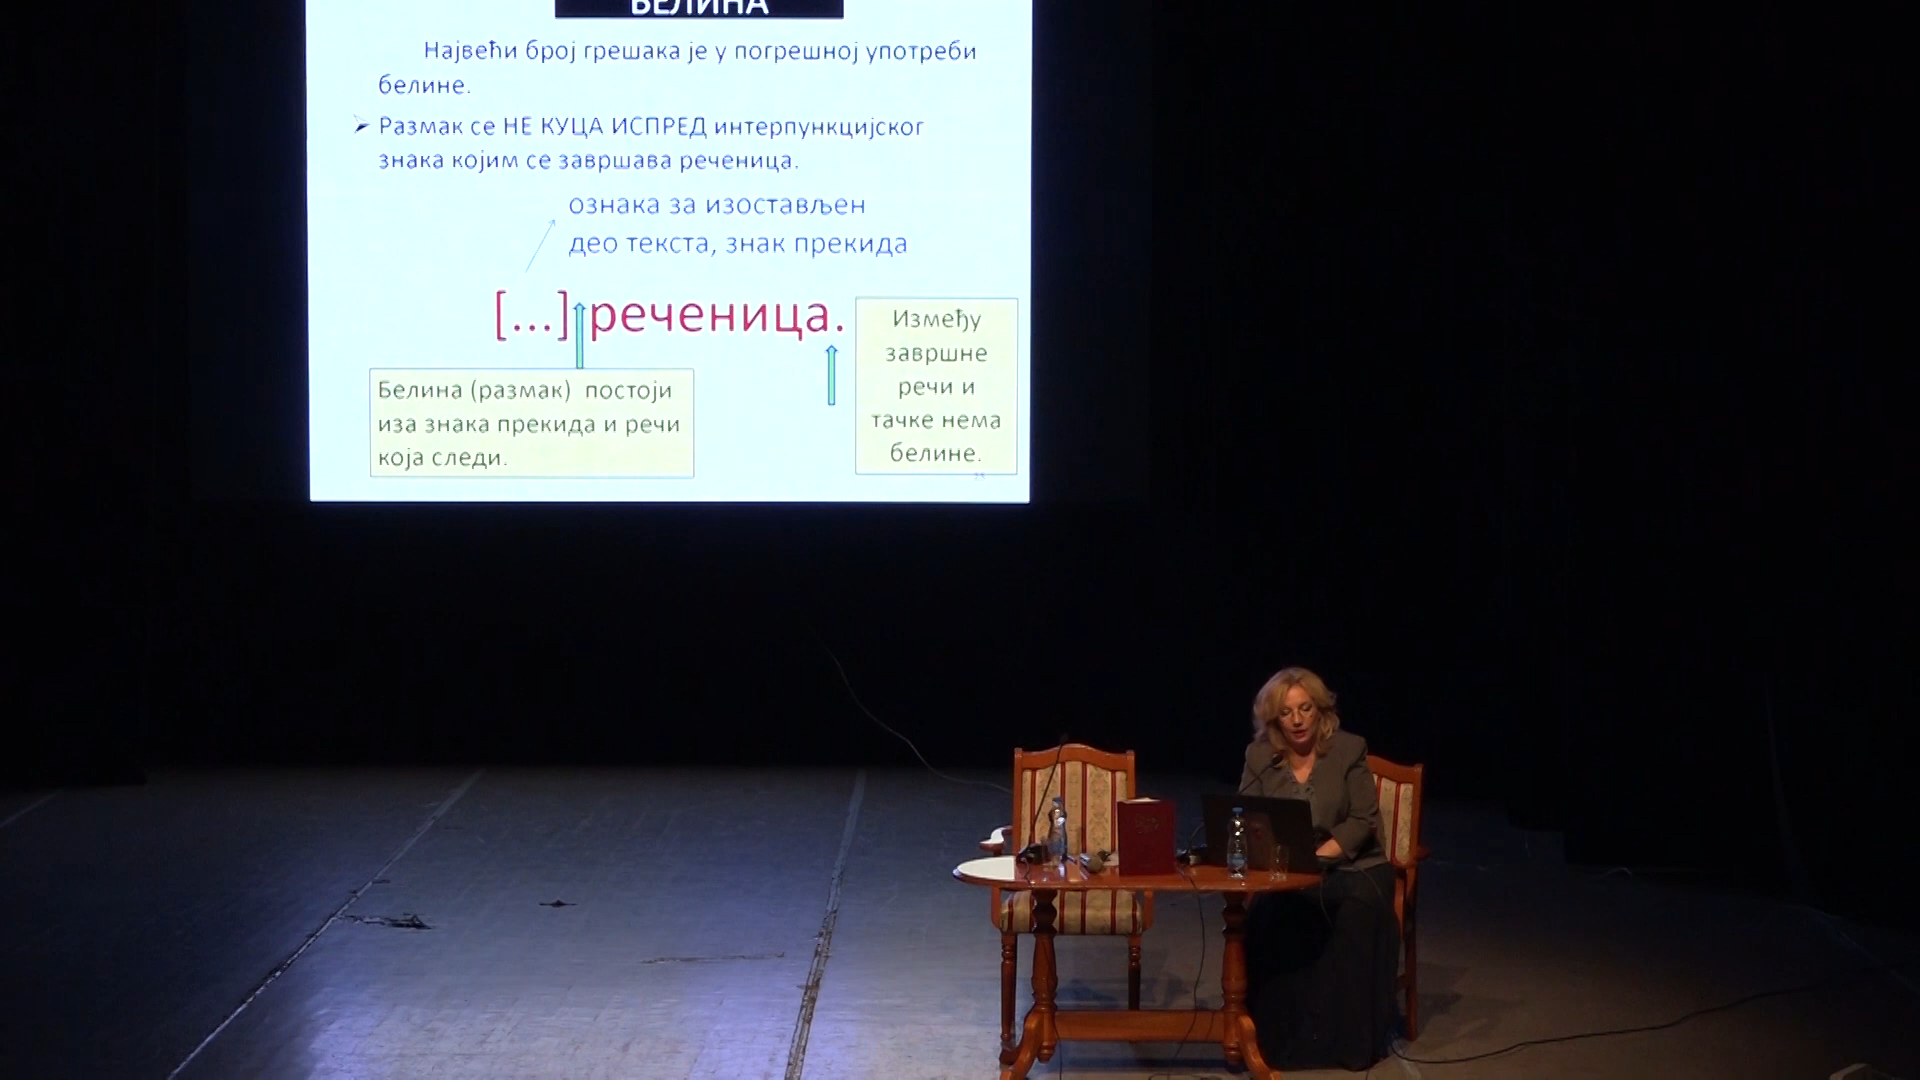 БЕЛИНА
Највећи број грешака је у погрешној употреби
белине.
➢ Размак се НЕ КУЦА ИСПРЕД интерпункцијског
знака којим се завршава реченица.
ознака за изостављен
део текста, знак прекида
[...] реченица.
Белина (размак) постоји
иза знака прекида и речи
која следи.
Између
завршне
речи и
тачке нема
белине.